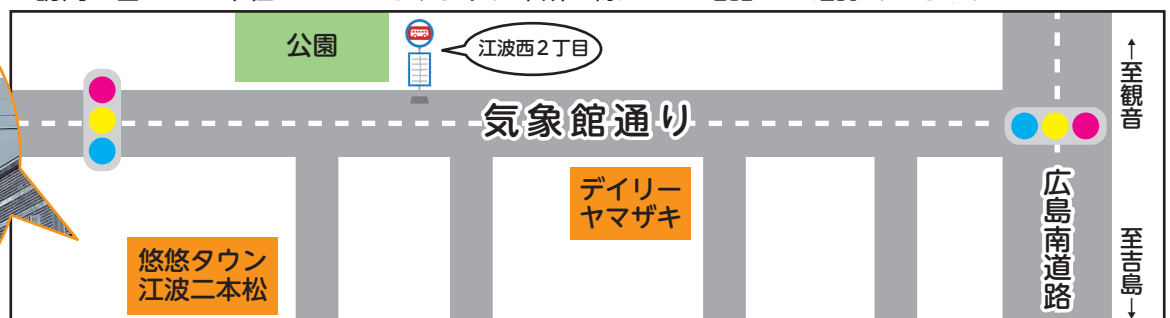 公園
江波西2丁目
気象館通り
↑至観音
デイリー
ヤマザキ
広島南道路
悠悠タウン
江波二本松
至吉島→